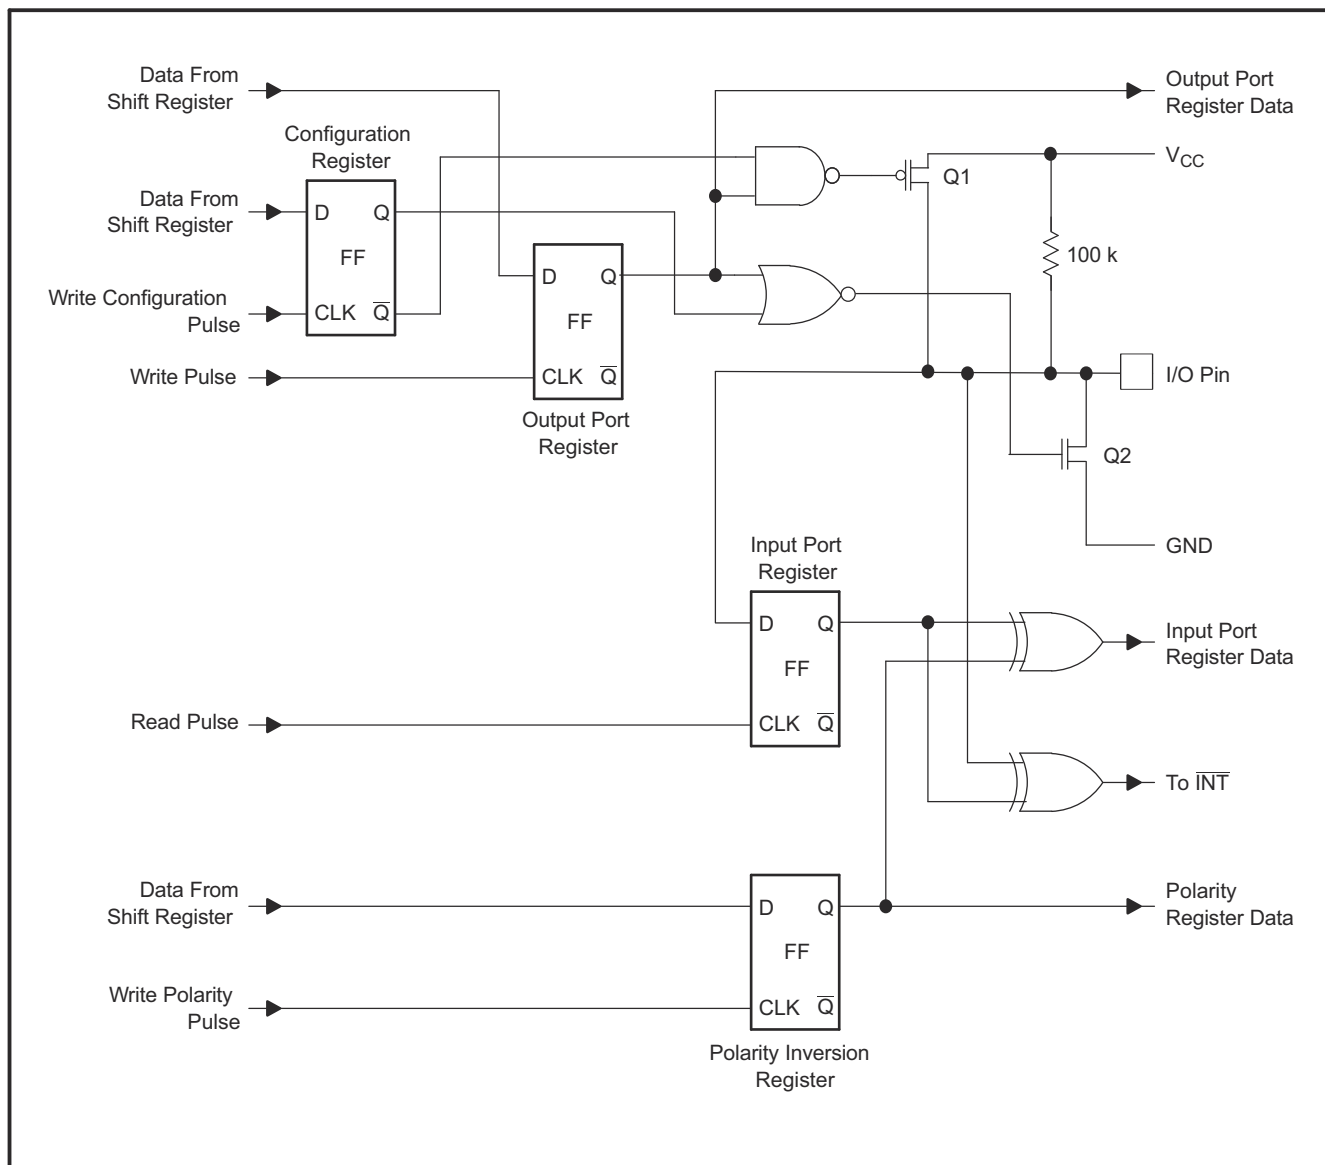 Data From
Shift Register
Output Port
Register Data
Configuration
Register
VCC
Q1
Data From
Shift Register
D
Q
FF
100 k
D
Q
Write Configuration
Pulse
CLK
Q̅
FF
Write Pulse
CLK
Q̅
I/O Pin
Output Port
Register
Q2
Input Port
Register
GND
D
Q
Input Port
Register Data
FF
Read Pulse
CLK
Q̅
To I̅N̅T̅
Data From
Shift Register
D
Q
Polarity
Register Data
FF
Write Polarity
Pulse
CLK
Q̅
Polarity Inversion
Register